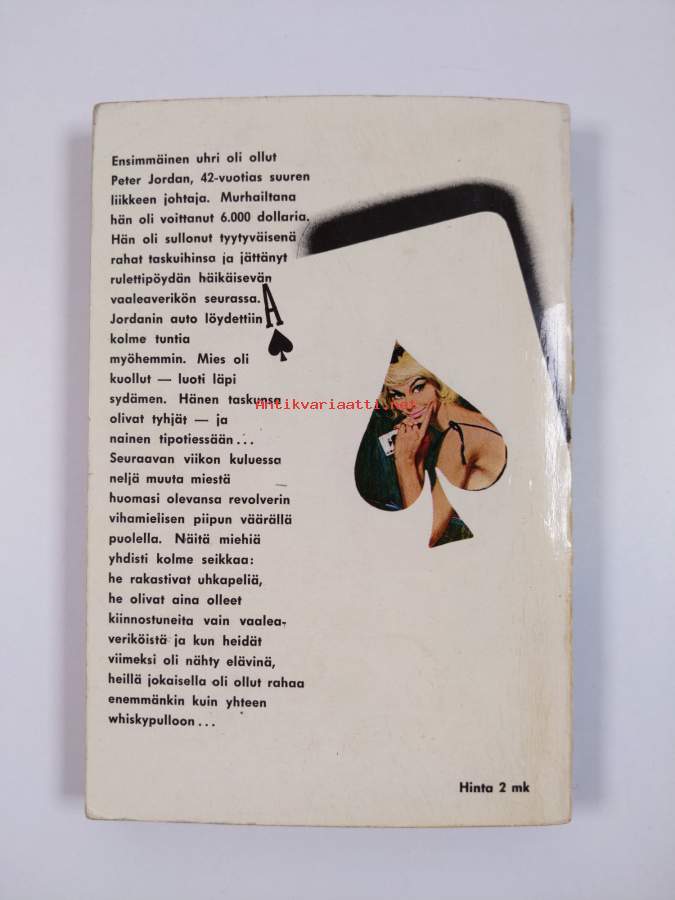 Ensimmäinen uhri oli ollut
Peter Jordan, 42-vuotias suuren
liikkeen johtaja. Murhailtana
hän oli voittanut 6.000 dollaria.
Hän oli sullonut tyytyväisenä
rahat taskuihinsa ja jättänyt
rulettipöydän häikäisevän
vaaleaverikön seurassa.
Jordanin auto löydettiin
kolme tuntia
myöhemmin. Mies oli
kuollut — luoti läpi
sydämen. Hänen taskunsa
olivat tyhjät — ja
nainen tipotiessään...
Seuraavan viikon kuluessa
neljä muuta miestä
huomasi olevansa revolverin
vihamielisen piipun väärällä
puolella. Näitä miehiä
yhdisti kolme seikkaa:
he rakastivat uhkapeliä,
he olivat aina olleet
kiinnostuneita vain vaalea-
veriköistä ja kun heidät
viimeksi oli nähty elävinä,
heillä jokaisella oli ollut rahaa
enemmänkin kuin yhteen
whiskypulloon...
A
Antikvariaatti.net
Hinta 2 mk